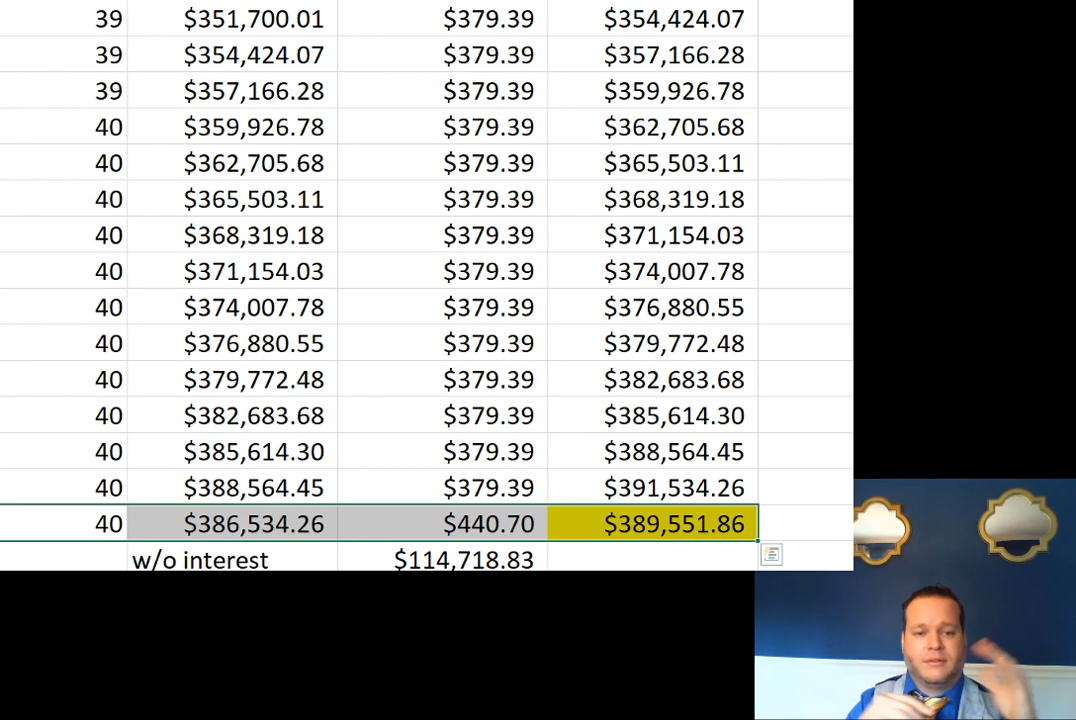 39 $351,700.01 $379.39 $354,424.07
39 $354,424.07 $379.39 $357,166.28
39 $357,166.28 $379.39 $359,926.78
40 $359,926.78 $379.39 $362,705.68
40 $362,705.68 $379.39 $365,503.11
40 $365,503.11 $379.39 $368,319.18
40 $368,319.18 $379.39 $371,154.03
40 $371,154.03 $379.39 $374,007.78
40 $374,007.78 $379.39 $376,880.55
40 $376,880.55 $379.39 $379,772.48
40 $379,772.48 $379.39 $382,683.68
40 $382,683.68 $379.39 $385,614.30
40 $385,614.30 $379.39 $388,564.45
40 $388,564.45 $379.39 $391,534.26
40 $386,534.26 $440.70 $389,551.86
w/o interest $114,718.83